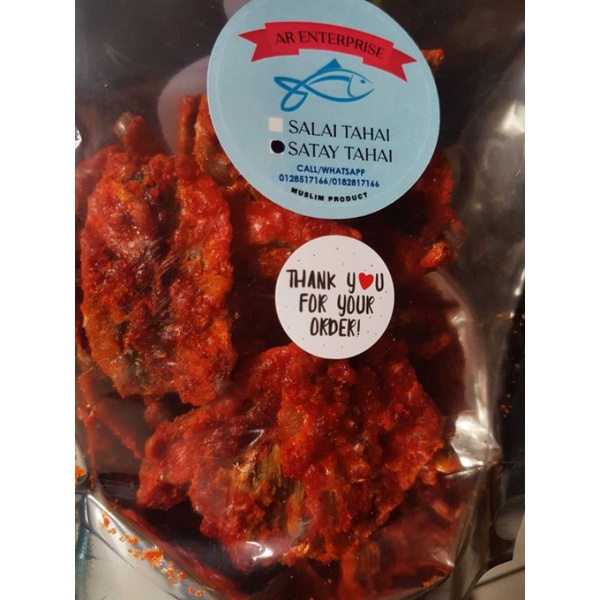 AR ENTERPRISE
SALAI TAHAI
SATAY TAHAI
CALL/WHATSAPP
0128517166/0182817166
MUSLIM PRODUCT
THANK YOU
FOR YOUR
ORDER!